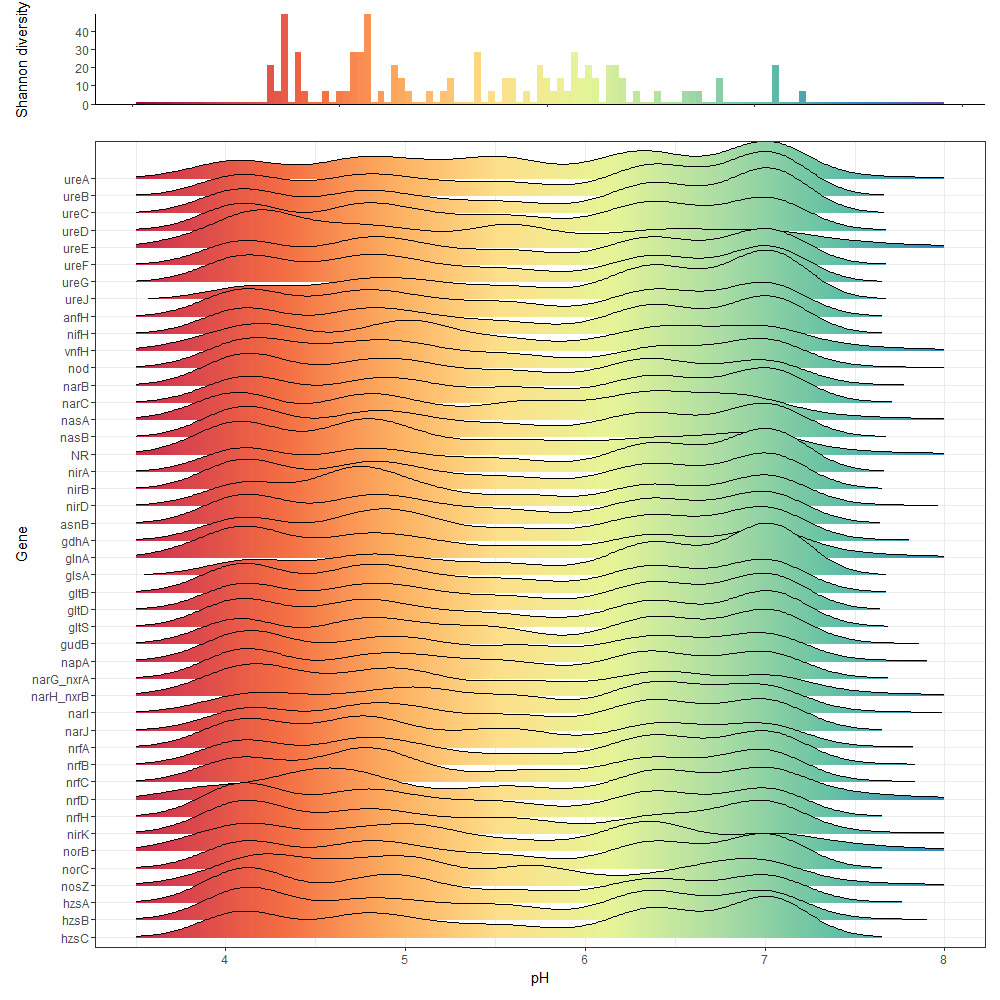 Shannon diversity
40
30
20
10
0
Gene
ureA
ureB
ureC
ureD
ureE
ureF
ureG
ureJ
anfH
nifH
vnfH
nod
narB
narC
nasA
nasB
NR
nirA
nirB
nirD
asnB
gdhA
glnA
glsA
gltB
gltD
gltS
gudB
napA
narG_nxrA
narH_nxrB
narI
narJ
nrfA
nrfB
nrfC
nrfD
nrfH
nirK
norB
norC
nosZ
hzsA
hzsB
hzsC
4 5 6 7 8
pH